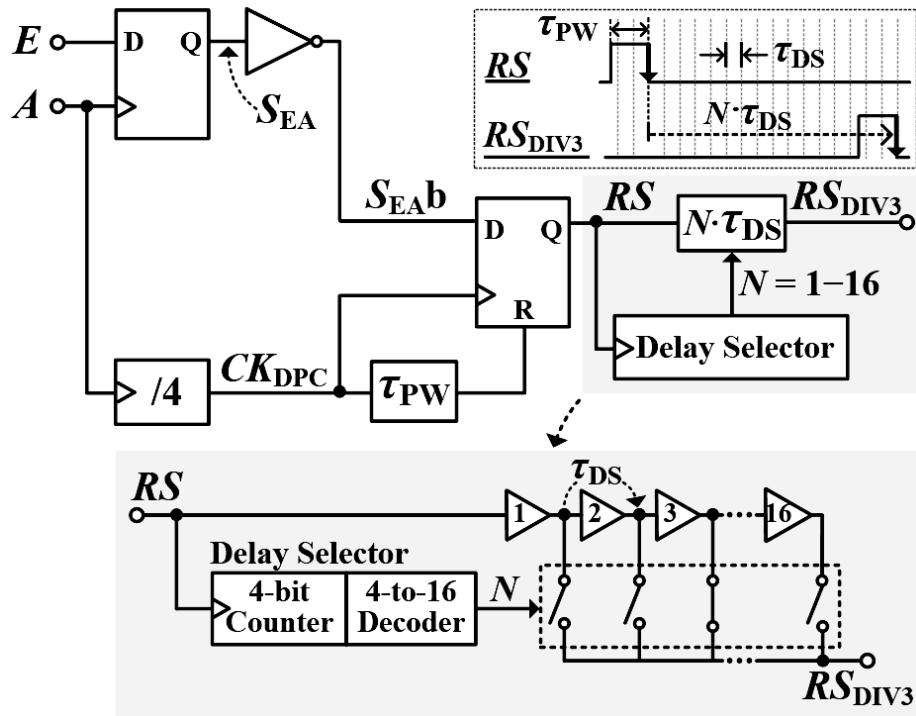 E
D
Q
A
S_EA
τ_PW
RS
τ_DS
N·τ_DS
RS_DIV3
S_EAb
D
Q
R
RS
N·τ_DS
RS_DIV3
N = 1−16
Delay Selector
/4
CK_DPC
τ_PW
RS
τ_DS
1
2
3
16
Delay Selector
4-bit
Counter
4-to-16
Decoder
N
RS_DIV3